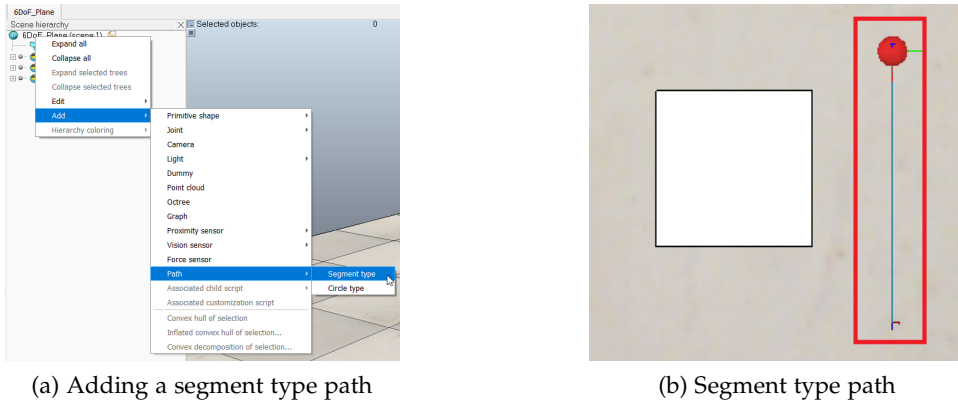 6DoF_Plane
Scene hierarchy
Selected objects: 0
6DoF_Plane (scene 1)
Expand all
Collapse all
Expand selected trees
Collapse selected trees
Edit
Add
Hierarchy coloring
Primitive shape
Joint
Camera
Light
Dummy
Point cloud
Octree
Graph
Proximity sensor
Vision sensor
Force sensor
Path
Segment type
Associated child script
Circle type
Associated customization script
Convex hull of selection
Inflated convex hull of selection...
Convex decomposition of selection...
(a) Adding a segment type path
(b) Segment type path